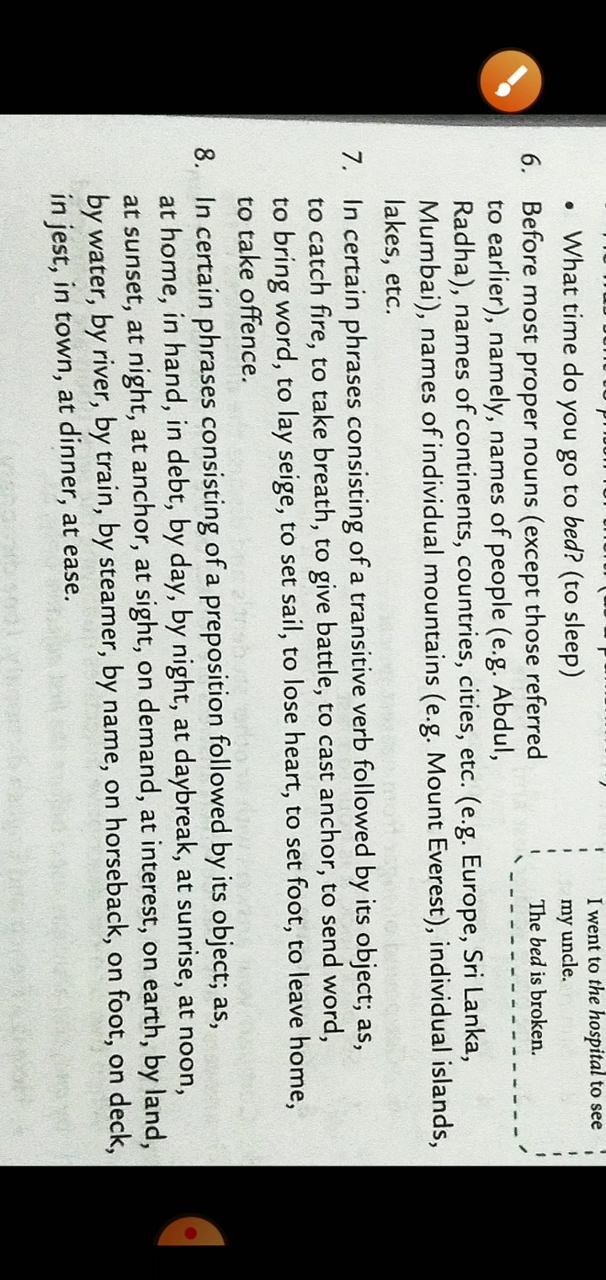 • What time do you go to bed? (to sleep)
I went to the hospital to see
my uncle.
The bed is broken.
6. Before most proper nouns (except those referred
to earlier), namely, names of people (e.g. Abdul,
Radha), names of continents, countries, cities, etc. (e.g. Europe, Sri Lanka,
Mumbai), names of individual mountains (e.g. Mount Everest), individual islands,
lakes, etc.
7. In certain phrases consisting of a transitive verb followed by its object; as,
to catch fire, to take breath, to give battle, to cast anchor, to send word,
to bring word, to lay seige, to set sail, to lose heart, to set foot, to leave home,
to take offence.
8. In certain phrases consisting of a preposition followed by its object; as,
at home, in hand, in debt, by day, by night, at daybreak, at sunrise, at noon,
at sunset, at night, at anchor, at sight, on demand, at interest, on earth, by land,
by water, by river, by train, by steamer, by name, on horseback, on foot, on deck,
in jest, in town, at dinner, at ease.